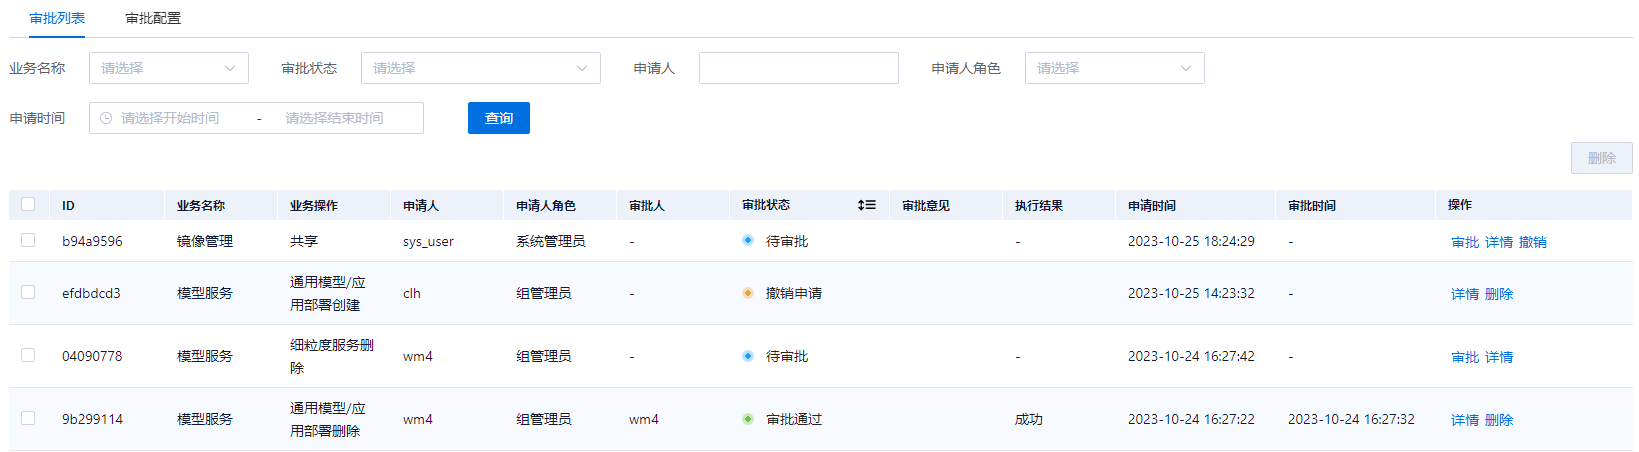 审批列表 审批配置
业务名称 请选择 审批状态 请选择 申请人 申请人角色 请选择
申请时间 请选择开始时间 - 请选择结束时间 查询
删除
ID 业务名称 业务操作 申请人 申请人角色 审批人 审批状态 审批意见 执行结果 申请时间 审批时间 操作
b94a9596 镜像管理 共享 sys_user 系统管理员 - 待审批 - 2023-10-25 18:24:29 - 审批 详情 撤销
通用模型/应
efdbdcd3 模型服务 clh 组管理员 - 撤销申请 2023-10-25 14:23:32 - 详情 删除
用部署创建
细粒度服务删
04090778 模型服务 wm4 组管理员 - 待审批 - 2023-10-24 16:27:42 - 审批 详情
除
通用模型/应
9b299114 模型服务 wm4 组管理员 wm4 审批通过 成功 2023-10-24 16:27:22 2023-10-24 16:27:32 详情 删除
用部署删除